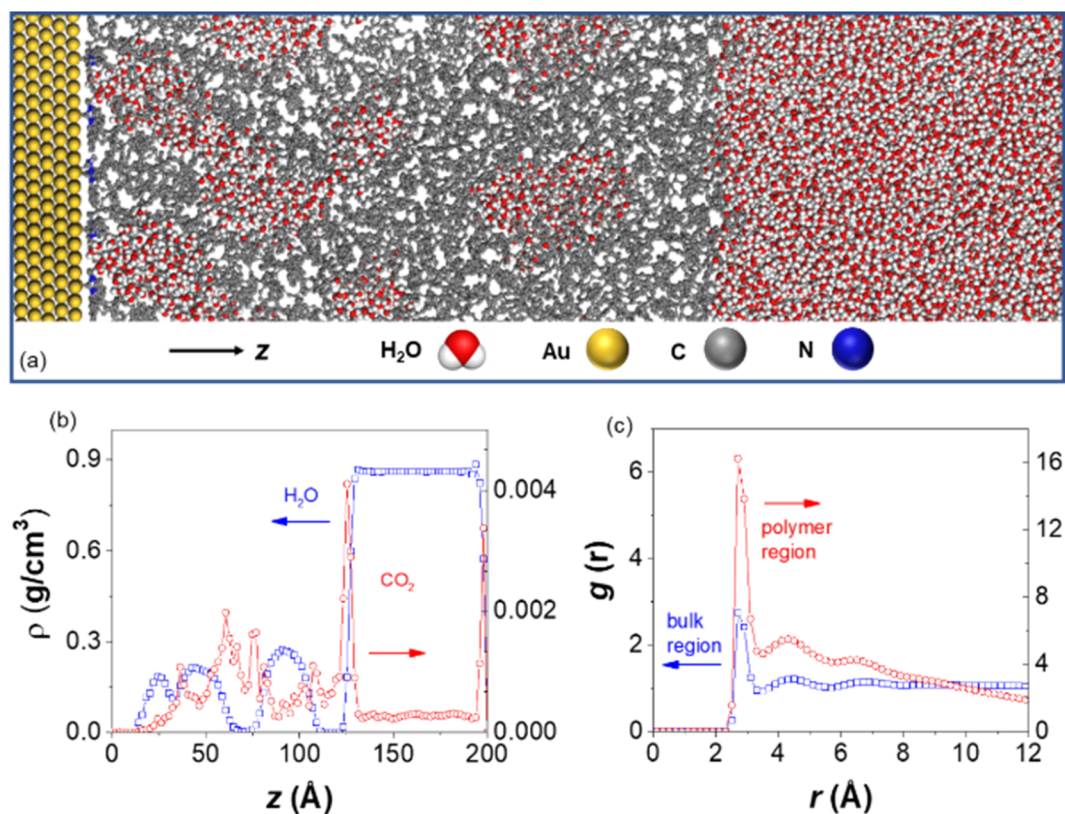 (a)
z
H₂O
Au
C
N
(b)
0.9
0.6
0.3
0.0
ρ (g/cm³)
H₂O
CO₂
0.004
0.002
0.000
0 50 100 150 200
z (Å)
(c)
6
4
2
0
g (r)
polymer
region
bulk
region
16
12
8
4
0
0 2 4 6 8 10 12
r (Å)